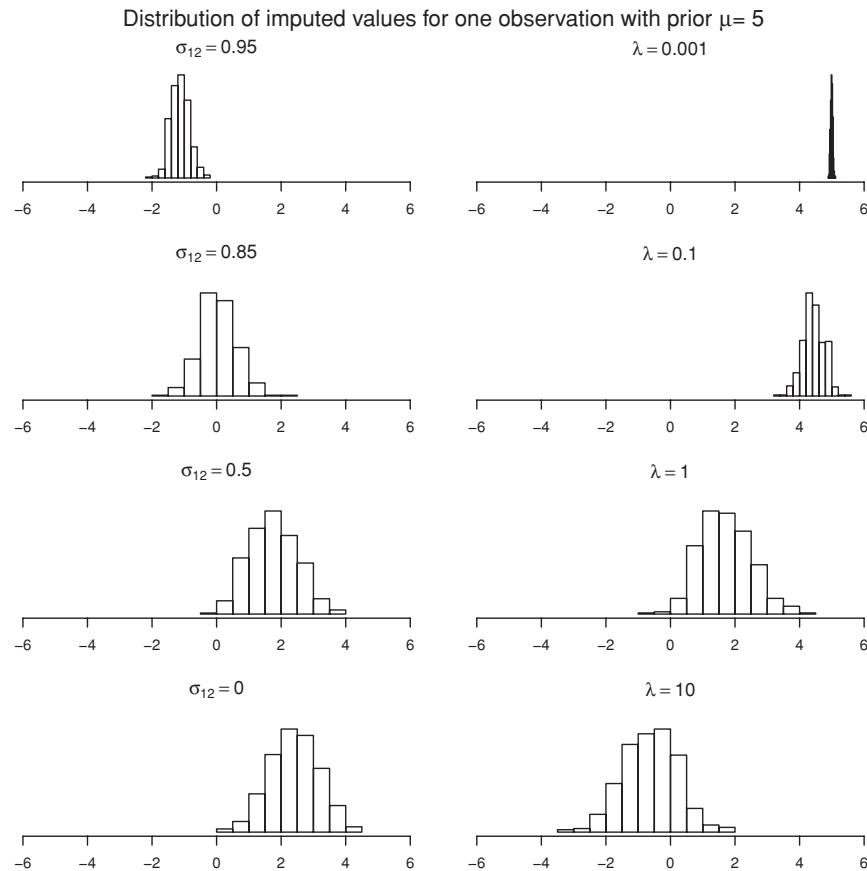 Distribution of imputed values for one observation with prior μ= 5
σ₁₂ = 0.95
−6 −4 −2 0 2 4 6
λ = 0.001
−6 −4 −2 0 2 4 6
σ₁₂ = 0.85
−6 −4 −2 0 2 4 6
λ = 0.1
−6 −4 −2 0 2 4 6
σ₁₂ = 0.5
−6 −4 −2 0 2 4 6
λ = 1
−6 −4 −2 0 2 4 6
σ₁₂ = 0
−6 −4 −2 0 2 4 6
λ = 10
−6 −4 −2 0 2 4 6